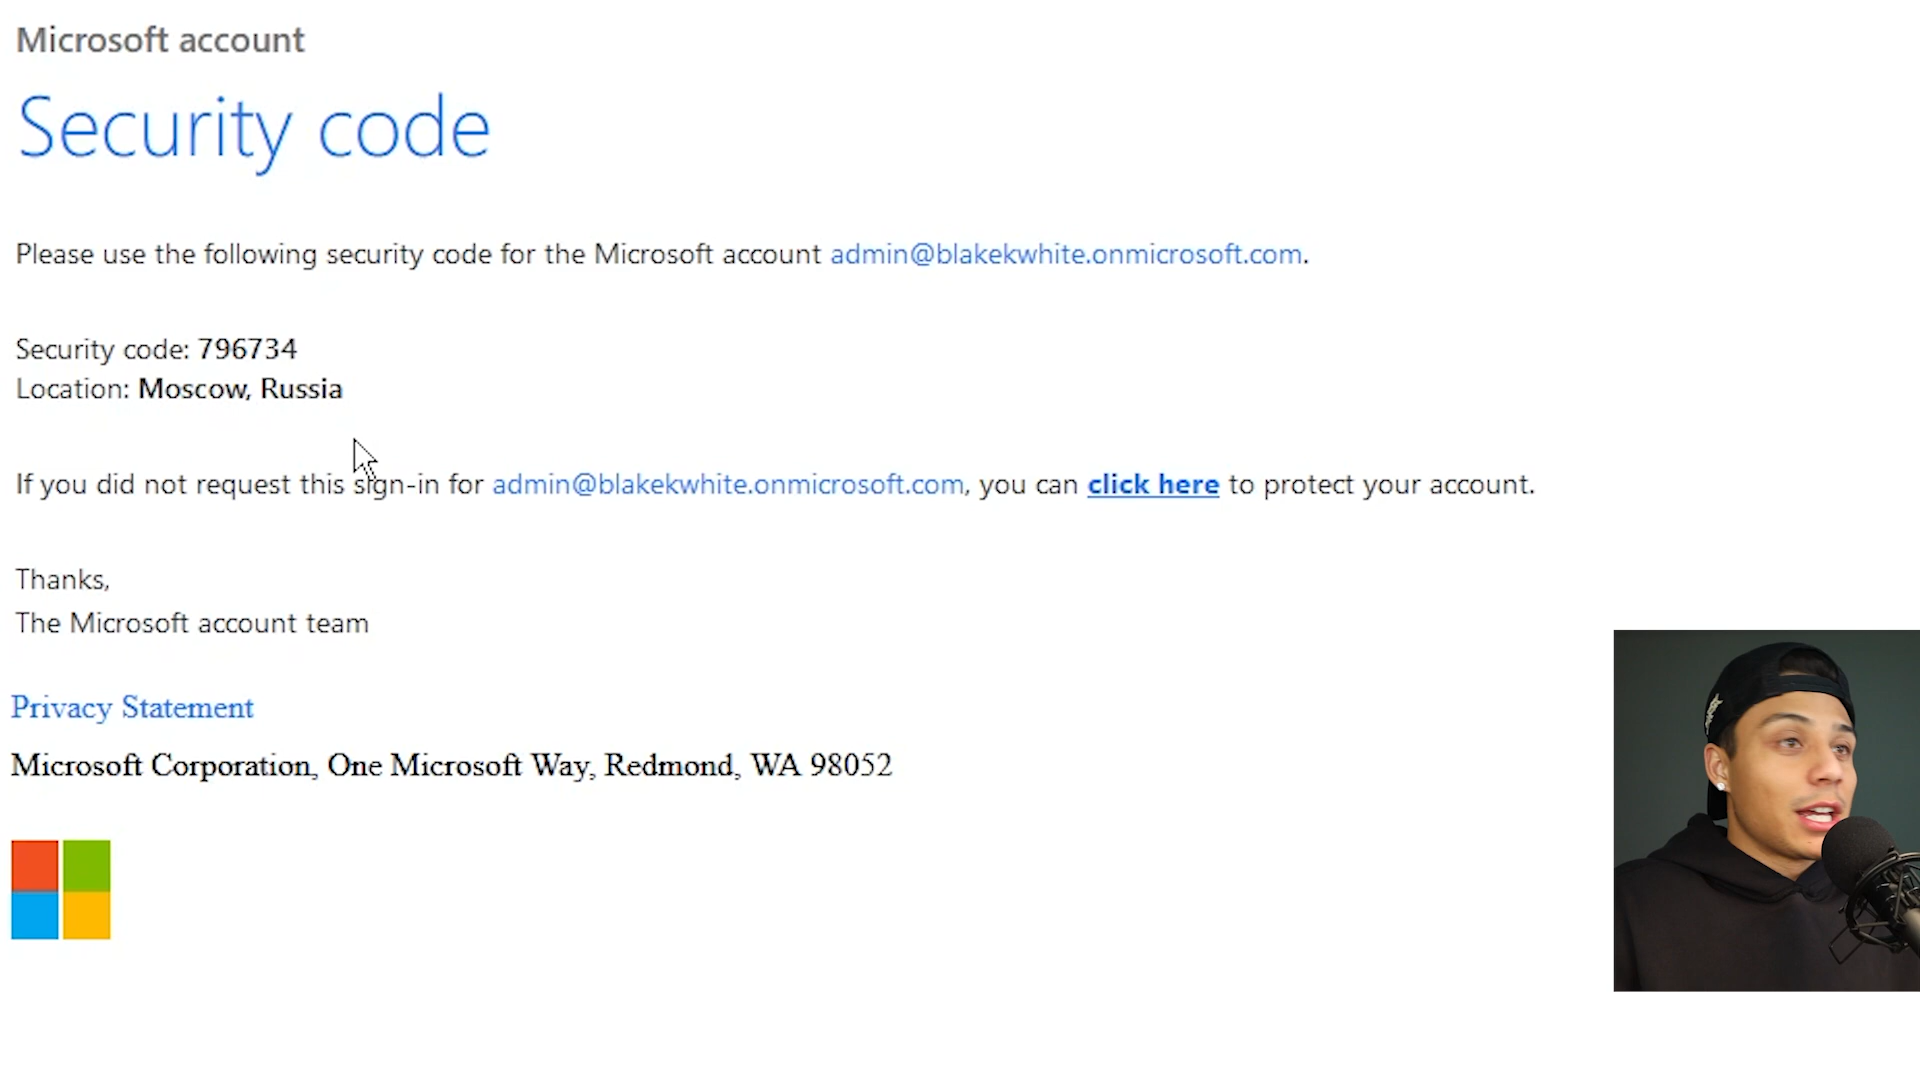 Microsoft account
Security code
Please use the following security code for the Microsoft account admin@blakekwhite.onmicrosoft.com.
Security code: 796734
Location: Moscow, Russia
If you did not request this sign-in for admin@blakekwhite.onmicrosoft.com, you can click here to protect your account.
Thanks,
The Microsoft account team
Privacy Statement
Microsoft Corporation, One Microsoft Way, Redmond, WA 98052